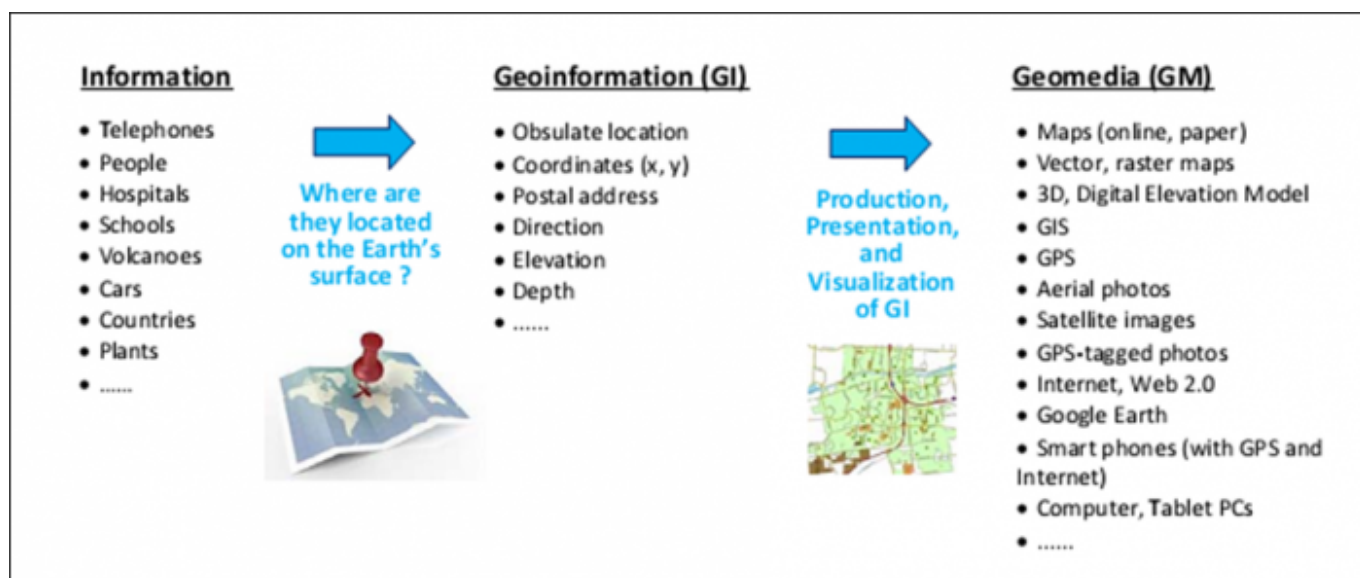 Information
• Telephones
• People
• Hospitals
• Schools
• Volcanoes
• Cars
• Countries
• Plants
• ......
Where are
they located
on the Earth's
surface ?
Geoinformation (GI)
• Obsulate location
• Coordinates (x, y)
• Postal address
• Direction
• Elevation
• Depth
• ......
Production,
Presentation,
and
Visualization
of GI
Geomedia (GM)
• Maps (online, paper)
• Vector, raster maps
• 3D, Digital Elevation Model
• GIS
• GPS
• Aerial photos
• Satellite images
• GPS-tagged photos
• Internet, Web 2.0
• Google Earth
• Smart phones (with GPS and
Internet)
• Computer, Tablet PCs
• ......